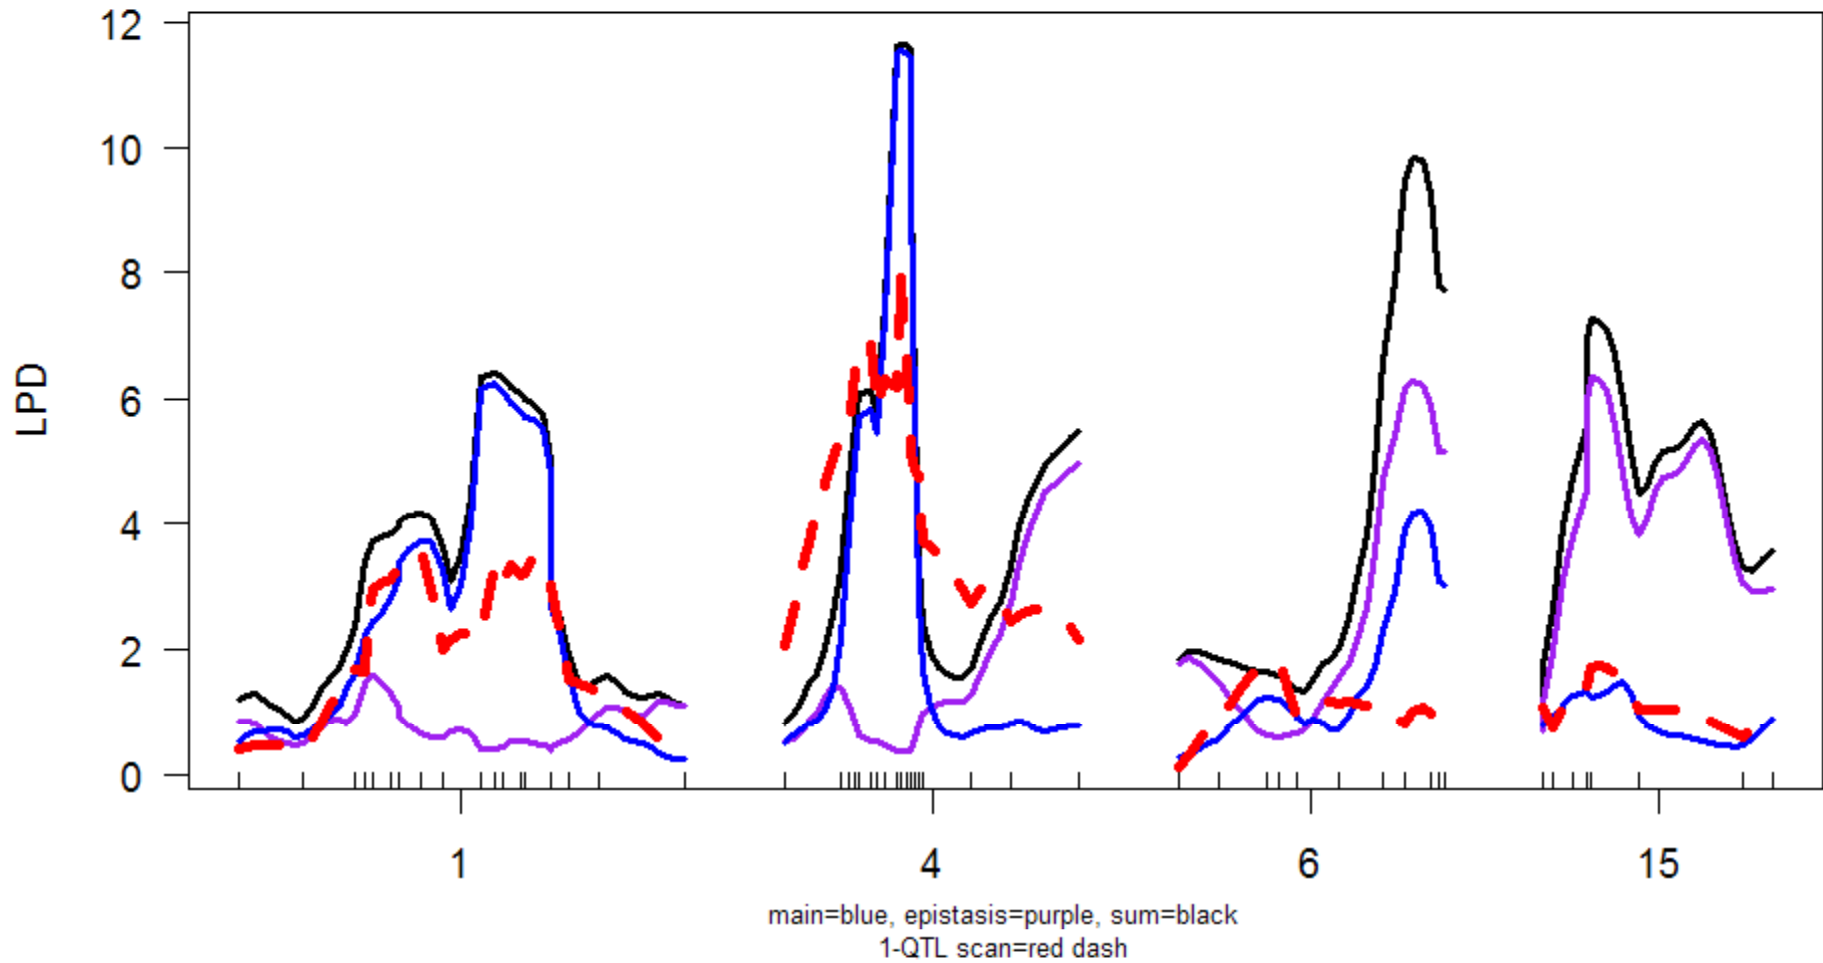 12
10
8
6
4
2
0
LPD
1 4 6 15
main=blue, epistasis=purple, sum=black
1-QTL scan=red dash